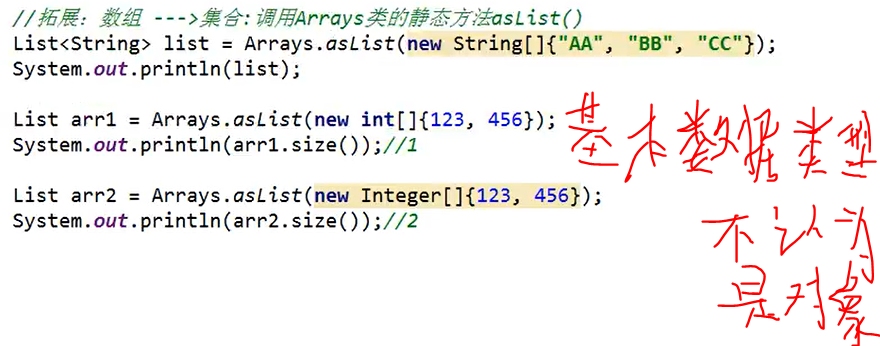 //拓展：数组 --->集合:调用Arrays类的静态方法asList()
List<String> list = Arrays.asList(new String[]{"AA", "BB", "CC"});
System.out.println(list);
List arr1 = Arrays.asList(new int[]{123, 456});
System.out.println(arr1.size());//1
基本数据类型
List arr2 = Arrays.asList(new Integer[]{123, 456});
System.out.println(arr2.size());//2
不认为
是对象